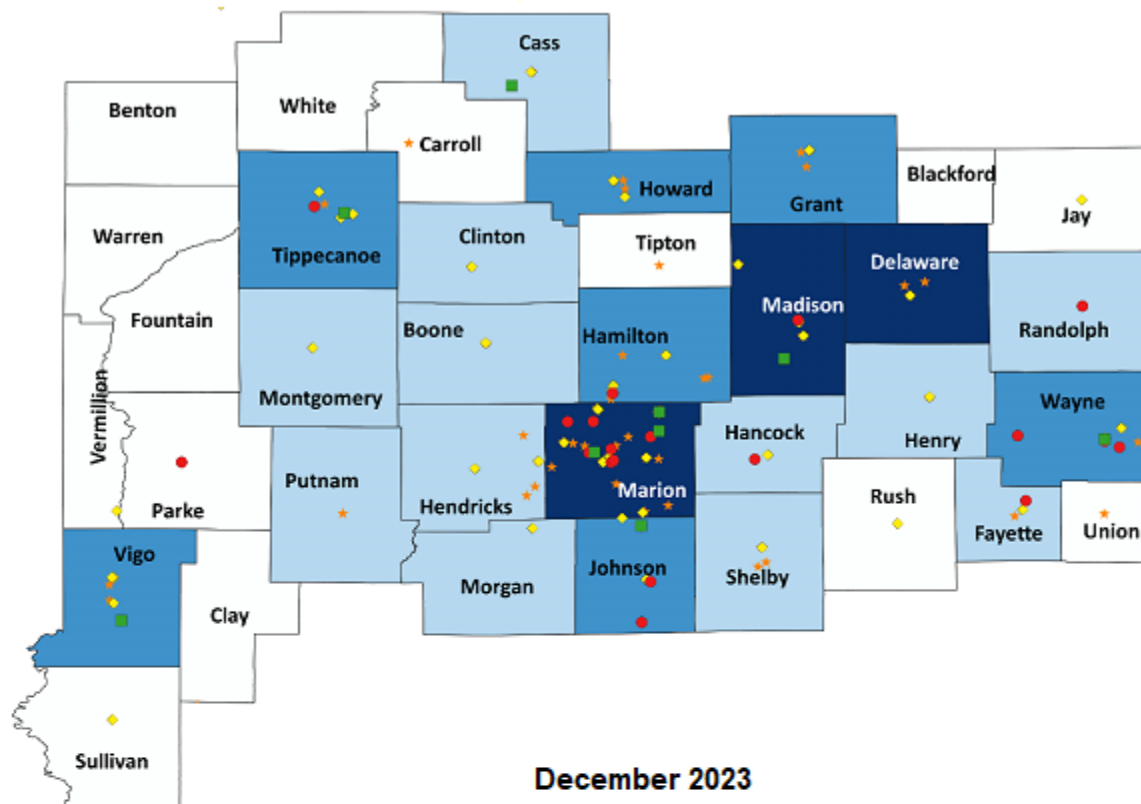 Cass
Benton
White
Carroll
Blackford
Howard
Grant
Jay
Warren
Clinton
Tipton
Tippecanoe
Delaware
Madison
Fountain
Boone
Hamilton
Randolph
Montgomery
Wayne
Vermillion
Hancock
Henry
Putnam
Marion
Rush
Hendricks
Parke
Fayette
Union
Vigo
Johnson
Shelby
Morgan
Clay
Sullivan
December 2023